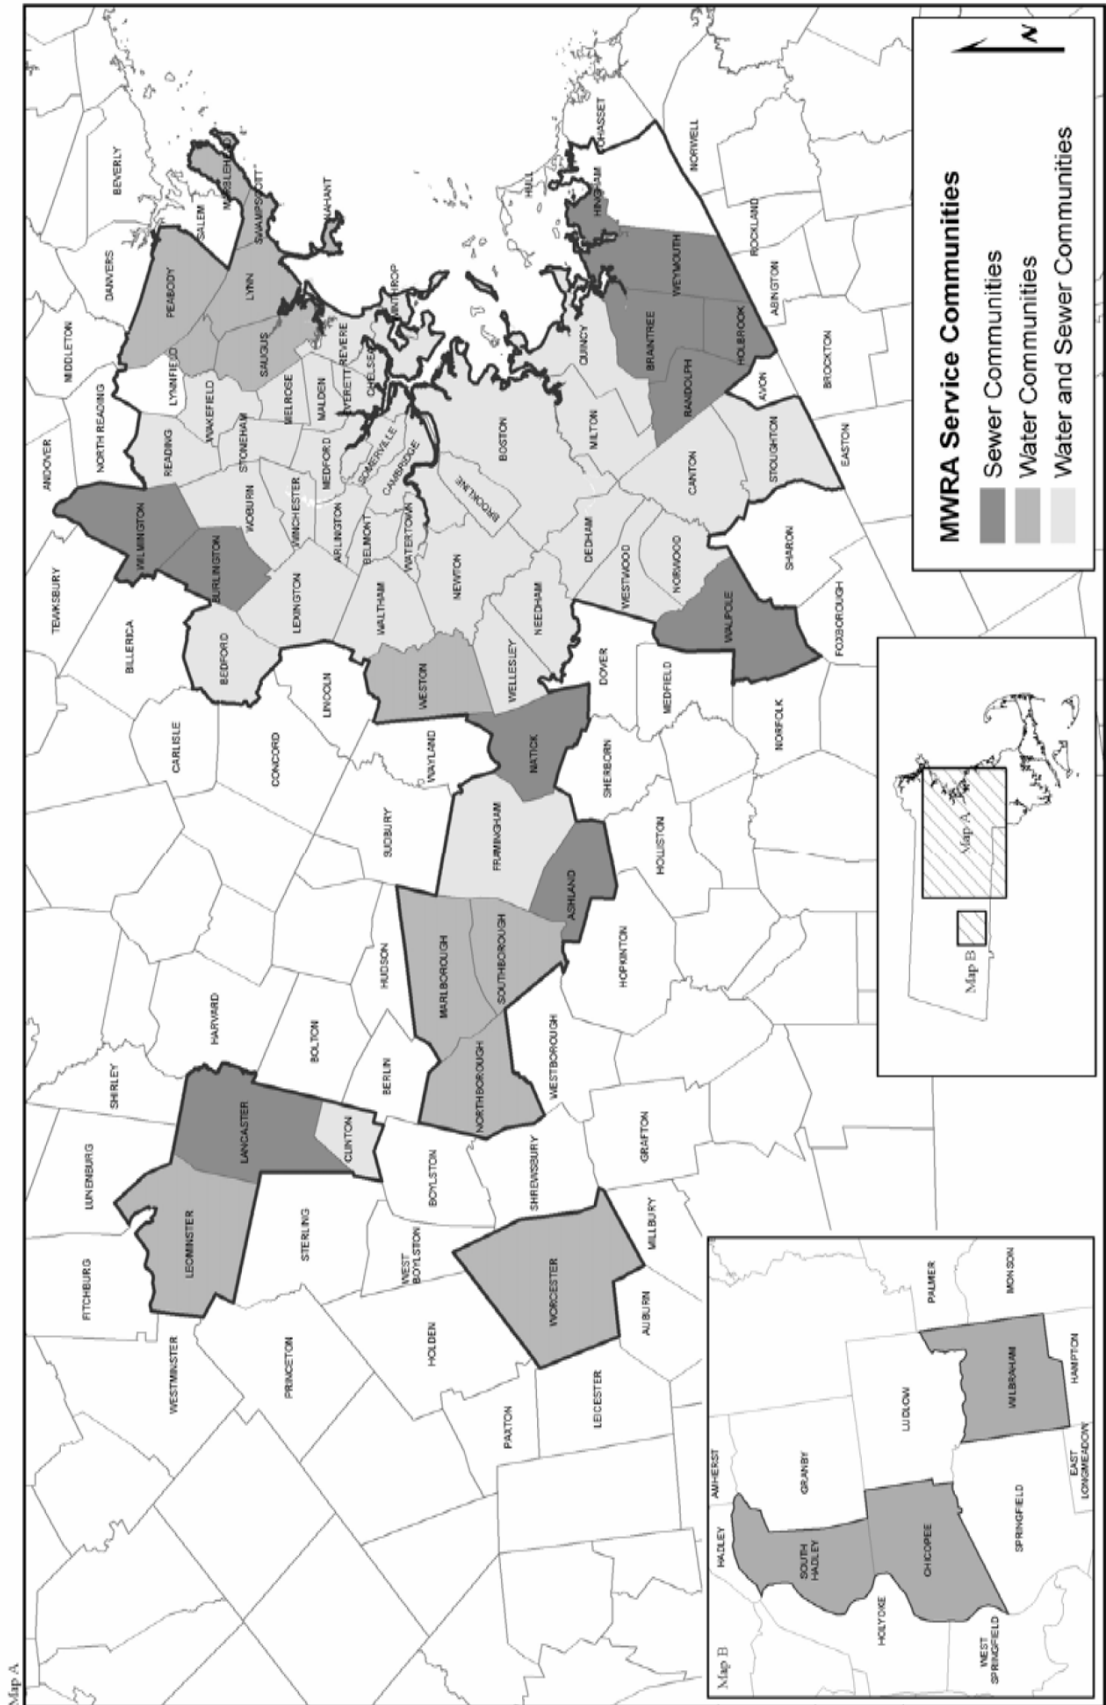 Map A
ANDOVER
MIDDLETON
NORTH READING
DANVERS
BEVERLY
TEWKSBURY
WILMINGTON
READING
LYNNFIELD
PEABODY
SALEM
MARBLEHEAD
BILLERICA
BURLINGTON
WOBURN
WAKEFIELD
STONEHAM
SAUGUS
LYNN
SWAMPSCOTT
NAHANT
CARLISLE
BEDFORD
LEXINGTON
WINCHESTER
MELROSE
MALDEN
MEDFORD
EVERETT
REVERE
CHELSEA
WINTHROP
ARLINGTON
BELMONT
SOMERVILLE
CAMBRIDGE
WATERTOWN
CONCORD
LINCOLN
WALTHAM
WESTON
NEWTON
BROOKLINE
BOSTON
HULL
FITCHBURG
LUNENBURG
SHIRLEY
HARVARD
LEOMINSTER
LANCASTER
WESTMINSTER
BOLTON
HUDSON
SUDBURY
WAYLAND
WELLESLEY
NEEDHAM
DEDHAM
MILTON
QUINCY
HINGHAM
COHASSET
PRINCETON
STERLING
CLINTON
BERLIN
MARLBOROUGH
FRAMINGHAM
NATICK
DOVER
WESTWOOD
NORWOOD
CANTON
RANDOLPH
BRAINTREE
WEYMOUTH
HOLBROOK
NORWELL
ROCKLAND
ABINGTON
HOLDEN
WEST
BOYLSTON
BOYLSTON
NORTHBOROUGH
SOUTHBOROUGH
ASHLAND
SHERBORN
MEDFIELD
WALPOLE
SHARON
STOUGHTON
AVON
BROCKTON
EASTON
PAXTON
WORCESTER
SHREWSBURY
WESTBOROUGH
HOPKINTON
HOLLISTON
NORFOLK
FOXBOROUGH
LEICESTER
AUBURN
MILLBURY
GRAFTON
MWRA Service Communities
Sewer Communities
Water Communities
Water and Sewer Communities
N
Map A
Map B
Map B
HADLEY
AMHERST
SOUTH
HADLEY
GRANBY
HOLYOKE
CHICOPEE
LUDLOW
PALMER
WEST
SPRINGFIELD
SPRINGFIELD
WILBRAHAM
MONSON
EAST
LONGMEADOW
HAMPTON